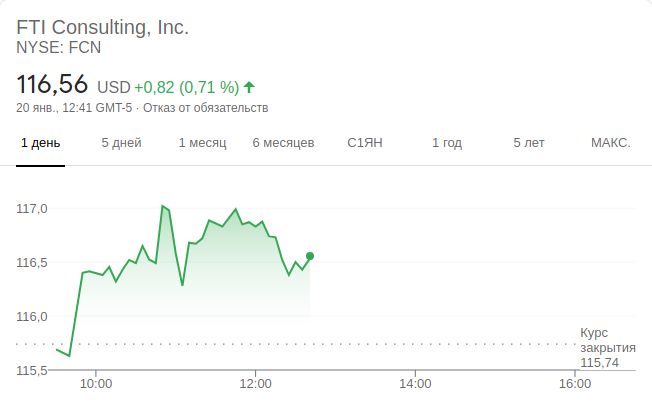 FTI Consulting, Inc.
NYSE: FCN
116,56 USD +0,82 (0,71 %)
20 янв., 12:41 GMT-5 · Отказ от обязательств
1 день 5 дней 1 месяц 6 месяцев С1ЯН 1 год 5 лет МАКС.
117,0
116,5
116,0
Курс
закрытия
115,74
115,5
10:00 12:00 14:00 16:00